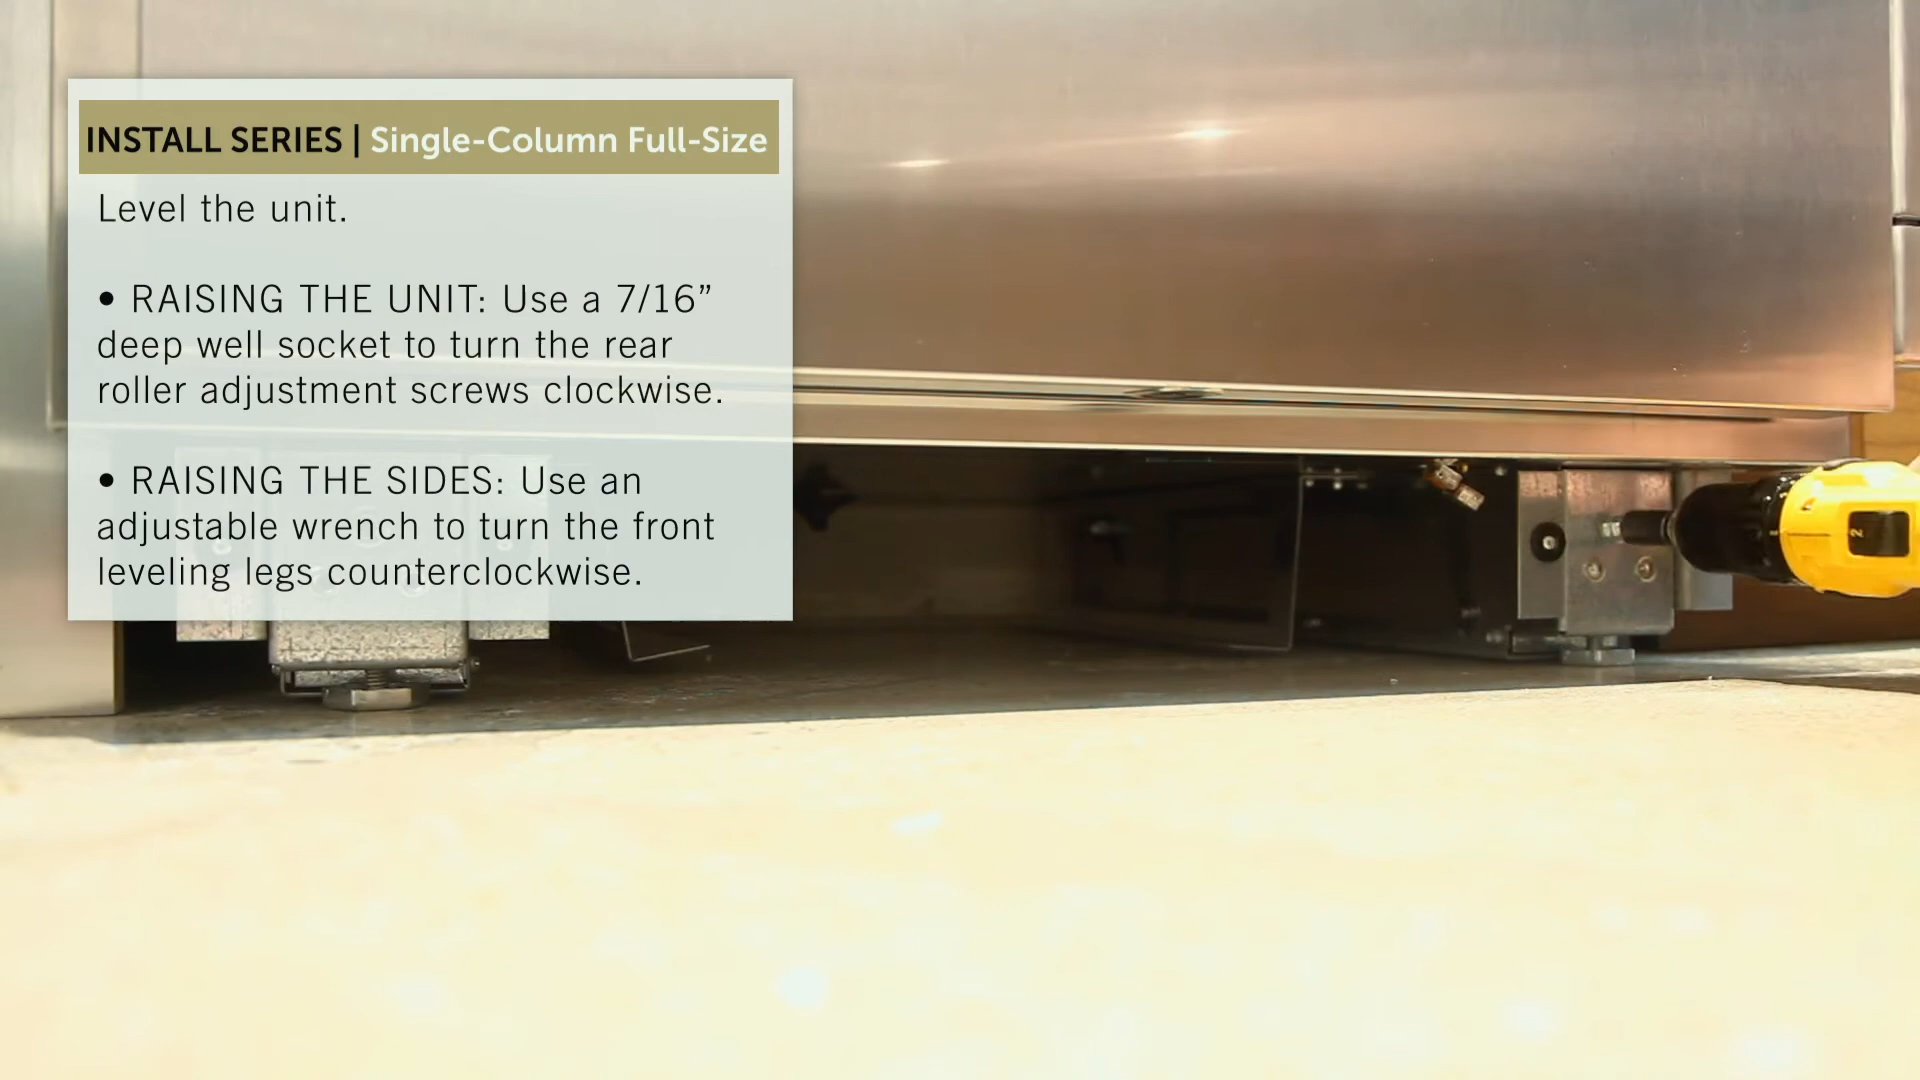 INSTALL SERIES | Single-Column Full-Size
Level the unit.
• RAISING THE UNIT: Use a 7/16”
deep well socket to turn the rear
roller adjustment screws clockwise.
• RAISING THE SIDES: Use an
adjustable wrench to turn the front
leveling legs counterclockwise.
2